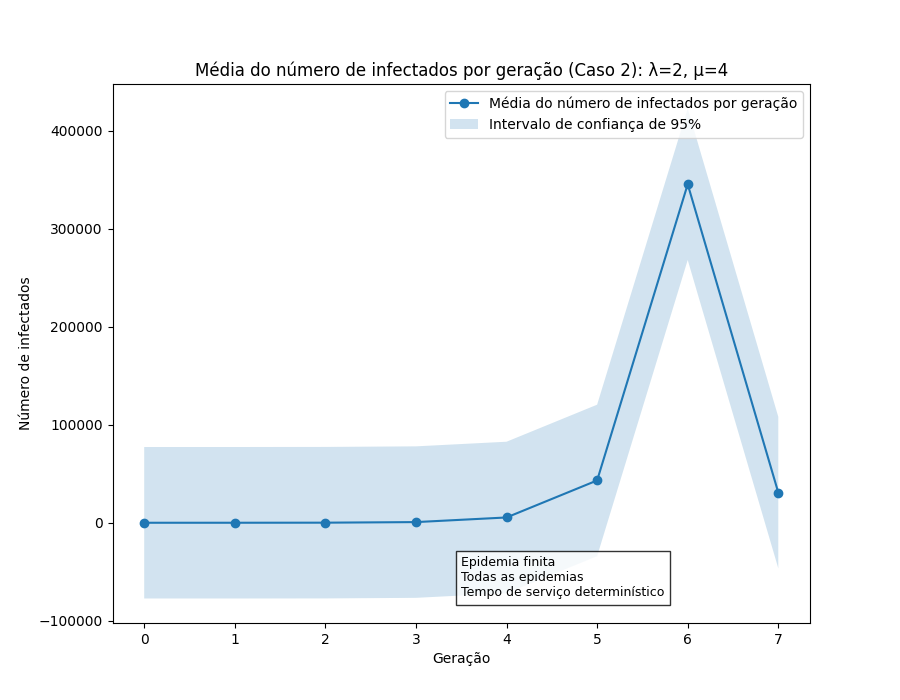 Média do número de infectados por geração (Caso 2): λ=2, μ=4
Média do número de infectados por geração
Intervalo de confiança de 95%
400000
300000
200000
100000
0
−100000
Número de infectados
Epidemia finita
Todas as epidemias
Tempo de serviço determinístico
0 1 2 3 4 5 6 7
Geração